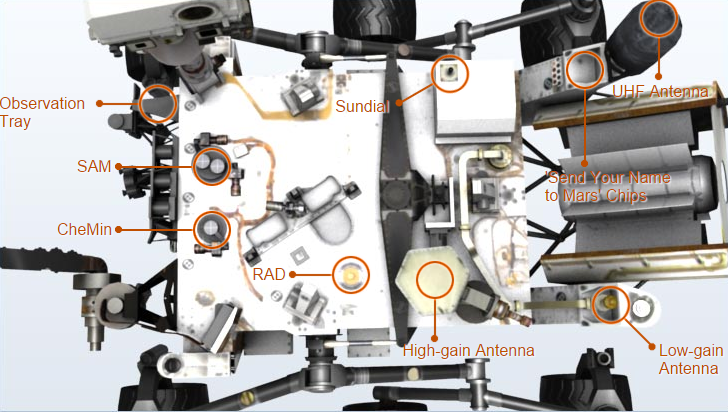 UHF Antenna
Observation
Tray
Sundial
SAM
'Send Your Name
to Mars' Chips
CheMin
RAD
High-gain Antenna
Low-gain
Antenna